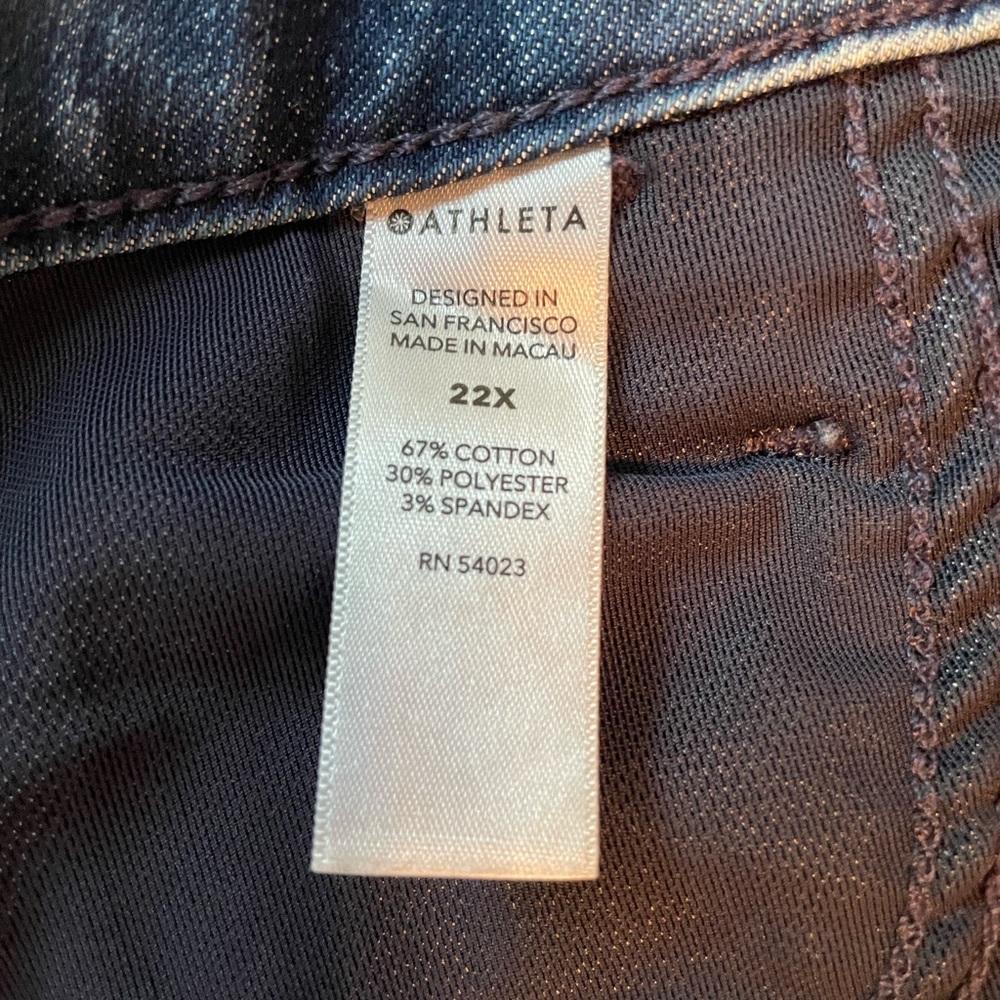 ATHLETA
DESIGNED IN
SAN FRANCISCO
MADE IN MACAU
22X
67% COTTON
30% POLYESTER
3% SPANDEX
RN 54023